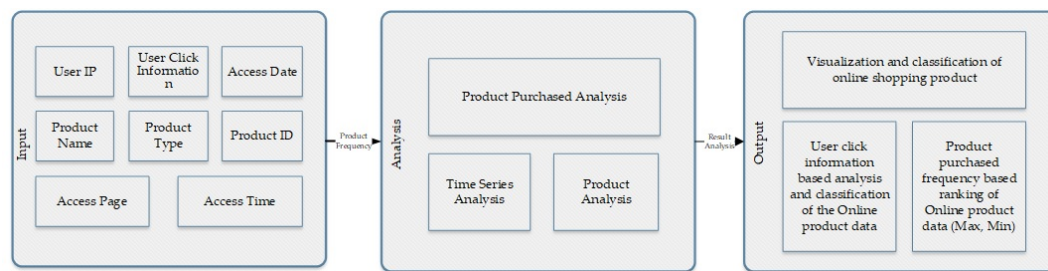 Input
User IP
User Click
Informatio
n
Access Date
Product
Name
Product
Type
Product ID
Access Page
Access Time
Product
Frequency
Analysis
Product Purchased Analysis
Time Series
Analysis
Product
Analysis
Result
Analysis
Output
Visualization and classification of
online shopping product
User click
information
based analysis
and classification
of the Online
product data
Product
purchased
frequency based
ranking of
Online product
data (Max, Min)